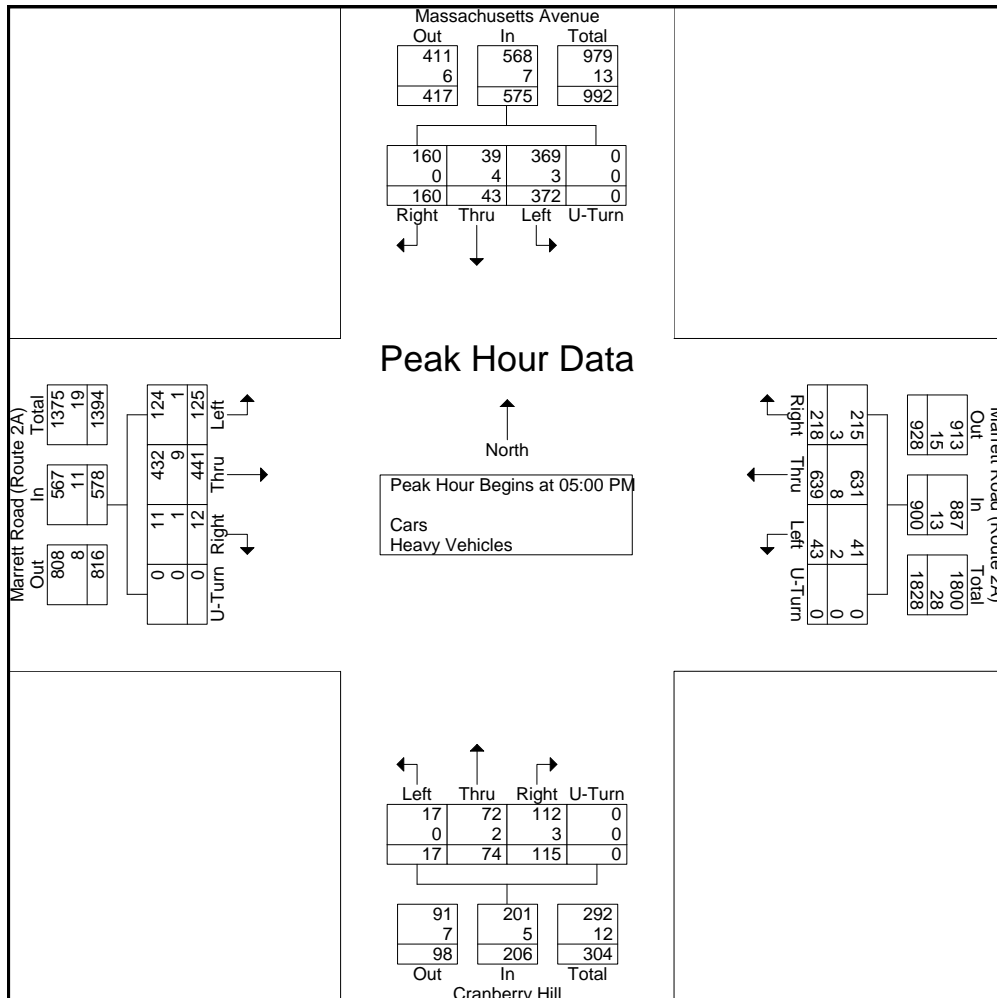 Massachusetts Avenue
Out In Total
411 568 979
6 7 13
417 575 992
160 39 369 0
0 4 3 0
160 43 372 0
Right Thru Left U-Turn
Peak Hour Data
North
Peak Hour Begins at 05:00 PM
Cars
Heavy Vehicles
Marrett Road (Route 2A)
Out In Total
808 567 1375
8 11 19
816 578 1394
0 11 432 124
0 1 9 1
0 12 441 125
U-Turn Right Thru Left
Marrett Road (Route 2A)
Out In Total
913 887 1800
15 13 28
928 900 1828
215 631 41 0
3 8 2 0
218 639 43 0
Right Thru Left U-Turn
Left Thru Right U-Turn
17 72 112 0
0 2 3 0
17 74 115 0
91 201 292
7 5 12
98 206 304
Out In Total
Cranberry Hill